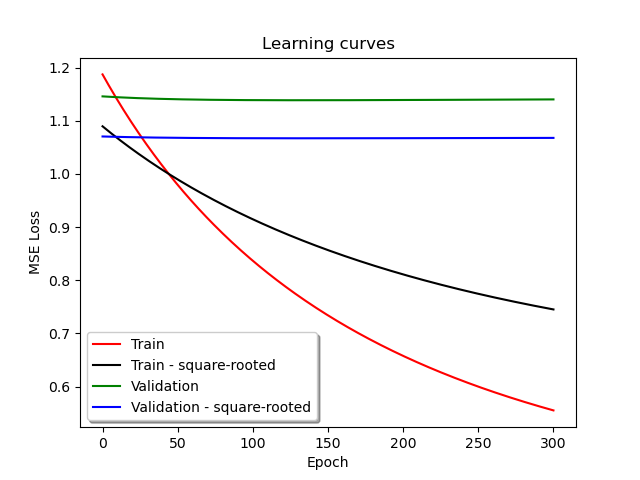 Learning curves
1.2
1.1
1.0
0.9
0.8
0.7
0.6
MSE Loss
Train
Train - square-rooted
Validation
Validation - square-rooted
0 50 100 150 200 250 300
Epoch